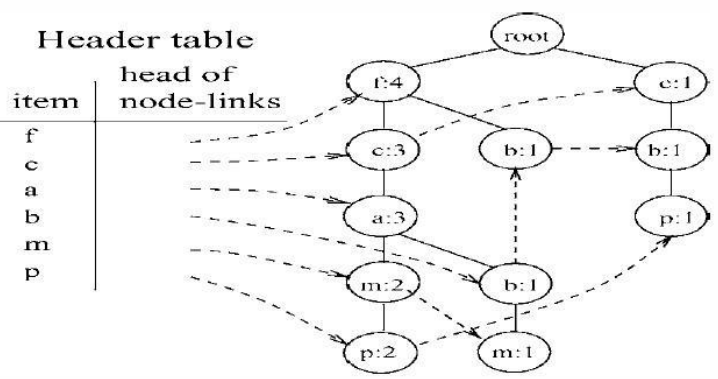 Header table
item
head of
node-links
f
c
a
b
m
p
root
f:4
c:1
c:3
b:1
b:1
a:3
p:1
m:2
b:1
p:2
m:1